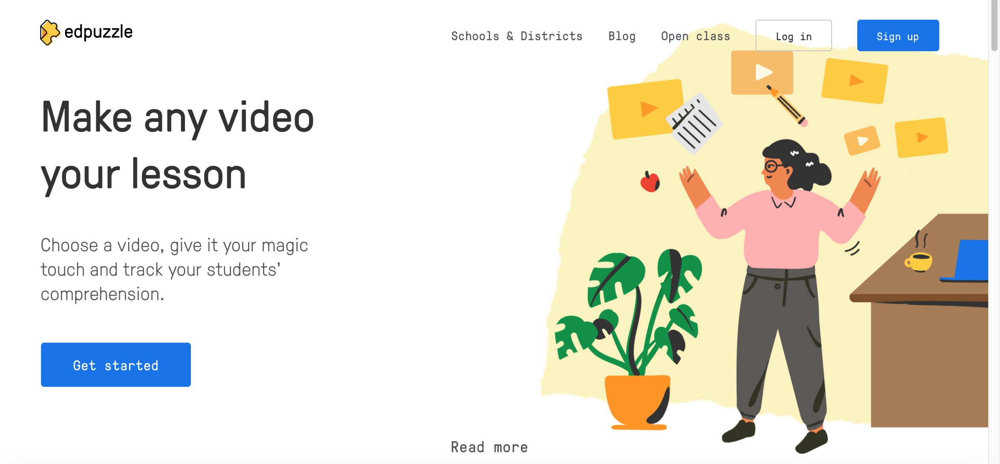 edpuzzle
Schools & Districts
Blog
Open class
Log in
Sign up
Make any video
your lesson
Choose a video, give it your magic
touch and track your students'
comprehension.
Get started
Read more